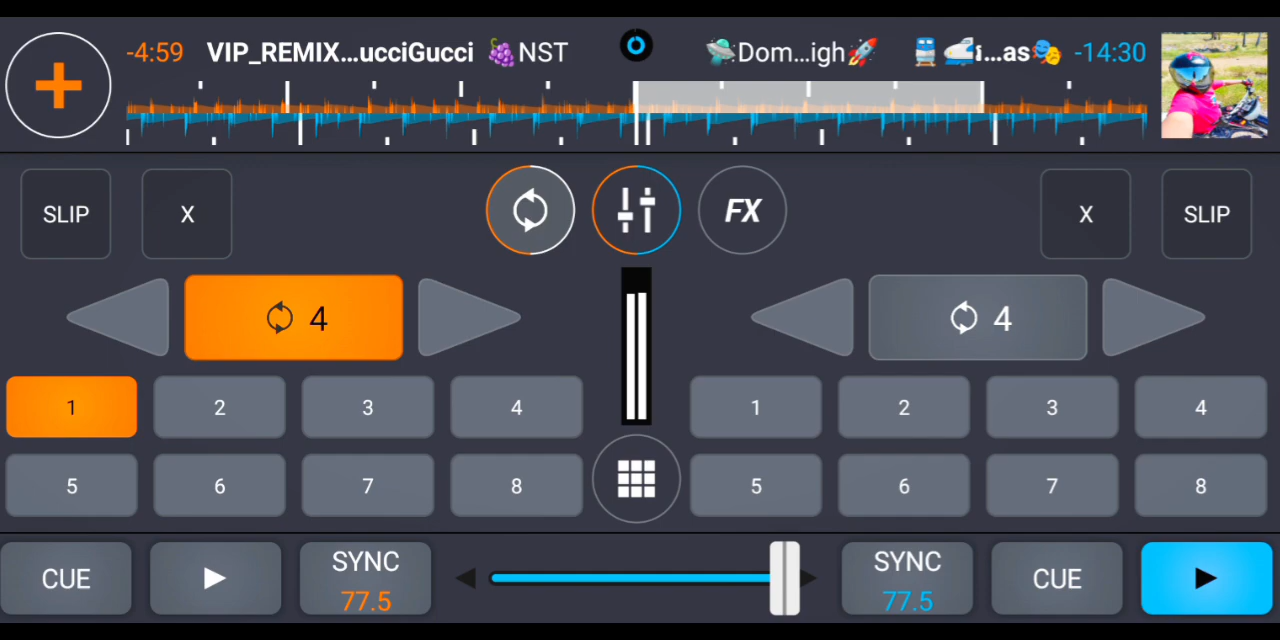 -4:59 VIP_REMIX...ucciGucci 🍇NST 🛸Dom...igh🚀 🚆🚄i...as🎭 -14:30
SLIP X FX X SLIP
4 4
1 2 3 4 1 2 3 4
5 6 7 8 5 6 7 8
CUE SYNC 77.5 SYNC 77.5 CUE